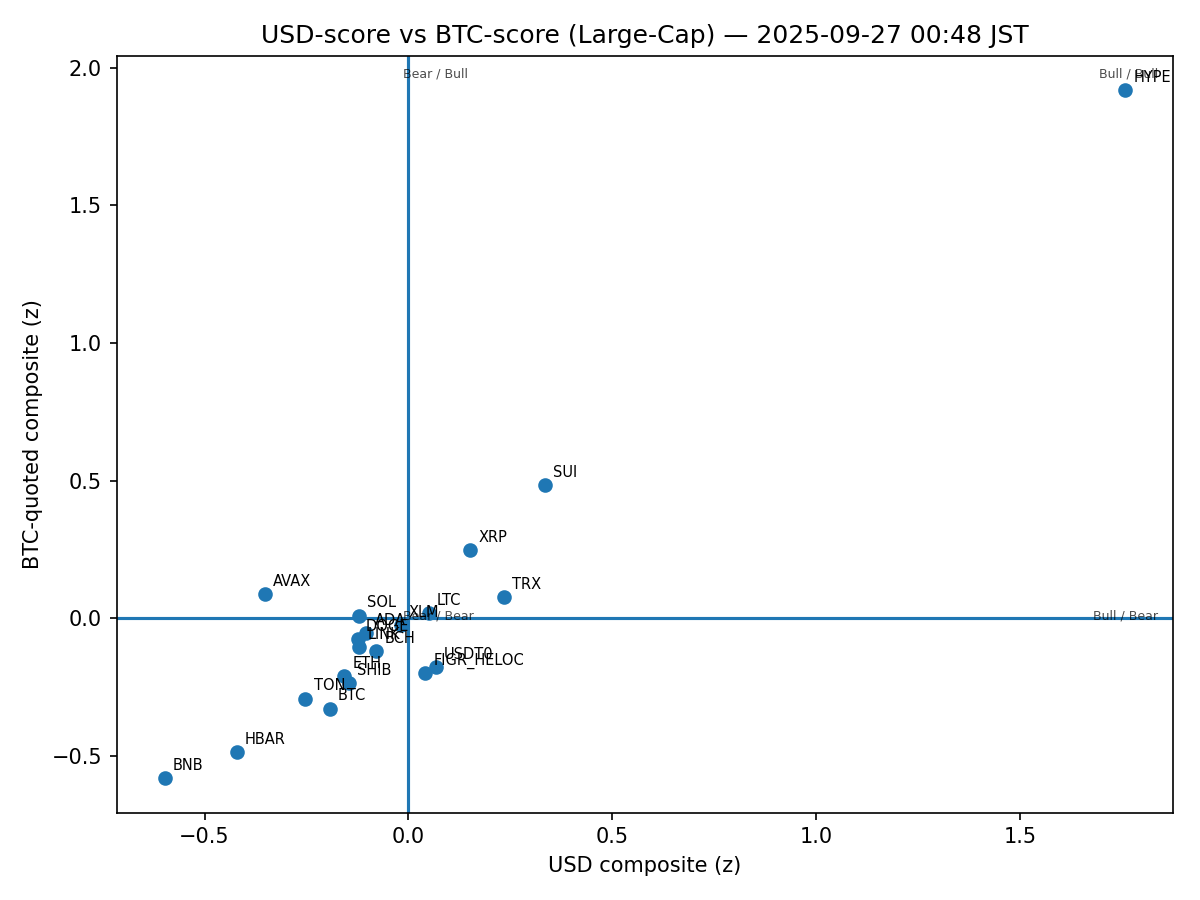 USD-score vs BTC-score (Large-Cap) — 2025-09-27 00:48 JST
2.0
Bear / Bull
Bull / Bull
HYPE
1.5
1.0
0.5
SUI
XRP
AVAX
TRX
SOL
LTC
XLM
0.0
Bear / Bear
Bull / Bear
ADA
DOGE
LINK
BCH
USDT0
FIGR_HELOC
ETH
SHIB
TON
BTC
HBAR
−0.5
BNB
−0.5
0.0
0.5
1.0
1.5
USD composite (z)
BTC-quoted composite (z)